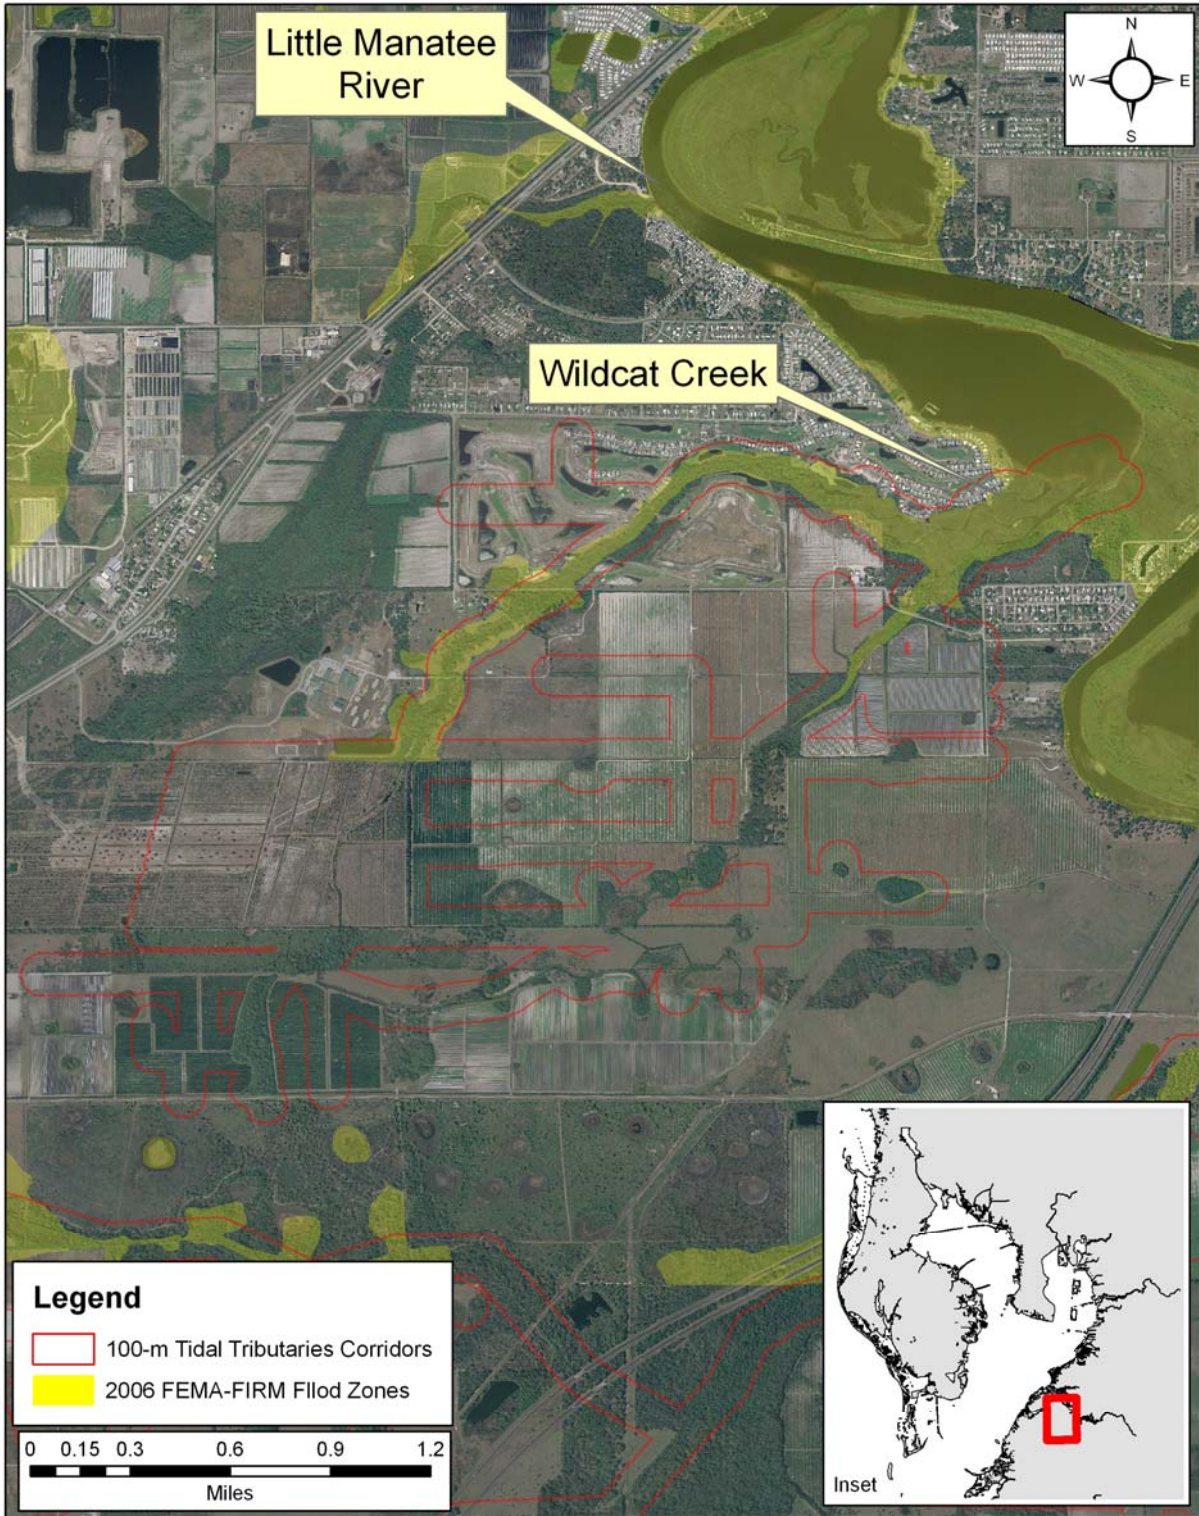 Little Manatee
River
N
W E
S
Wildcat Creek
Legend
100-m Tidal Tributaries Corridors
2006 FEMA-FIRM Fllod Zones
0 0.15 0.3 0.6 0.9 1.2
Miles
Inset